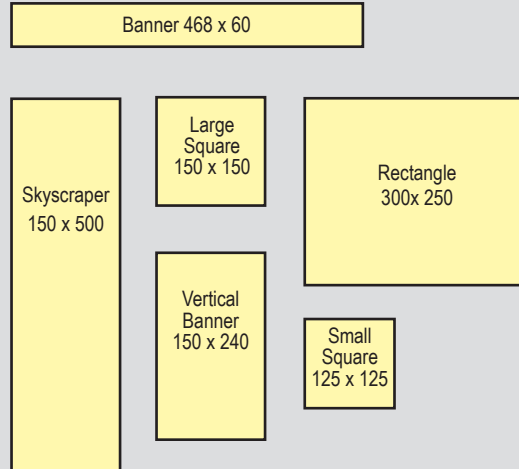 Banner 468 x 60
Skyscraper
150 x 500
Large
Square
150 x 150
Rectangle
300x 250
Vertical
Banner
150 x 240
Small
Square
125 x 125